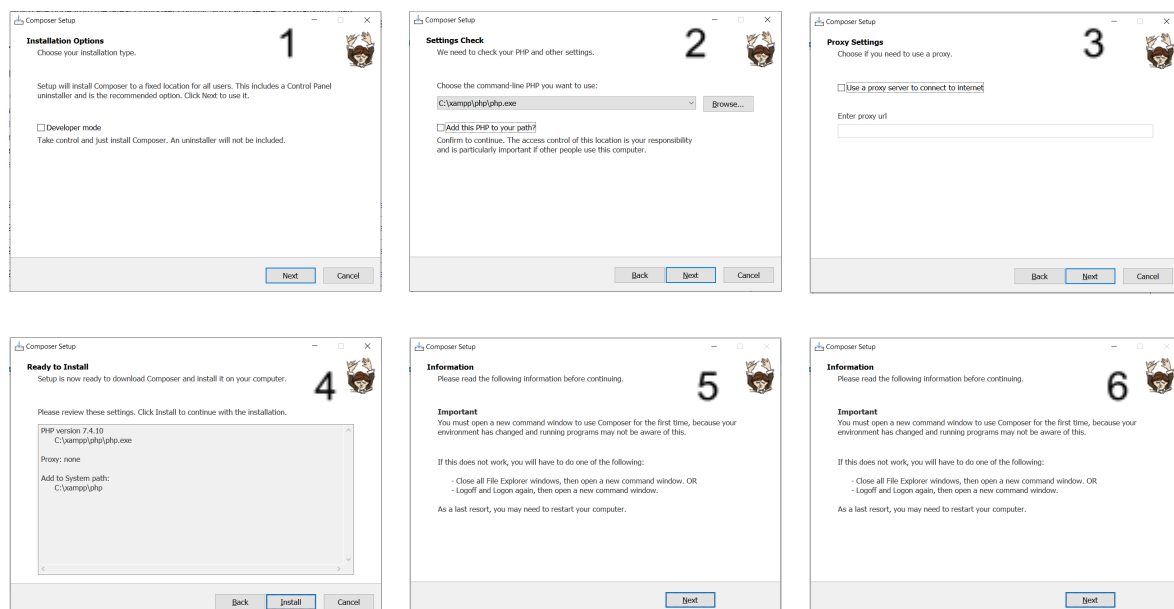 Composer Setup
Installation Options
Choose your installation type.
1
Setup will install Composer to a fixed location for all users. This includes a Control Panel
uninstaller and is the recommended option. Click Next to use it.
Developer mode
Take control and just install Composer. An uninstaller will not be included.
Next Cancel
Composer Setup
Settings Check
We need to check your PHP and other settings.
2
Choose the command-line PHP you want to use:
C:\xampp\php\php.exe
Browse...
Add this PHP to your path?
Confirm to continue. The access control of this location is your responsibility
and is particularly important if other people use this computer.
Back Next Cancel
Composer Setup
Proxy Settings
Choose if you need to use a proxy.
3
Use a proxy server to connect to internet
Enter proxy url
Back Next Cancel
Composer Setup
Ready to Install
Setup is now ready to download Composer and install it on your computer.
4
Please review these settings. Click Install to continue with the installation.
PHP version 7.4.10
C:\xampp\php\php.exe
Proxy: none
Add to System path:
C:\xampp\php
Back Install Cancel
Composer Setup
Information
Please read the following information before continuing.
5
Important
You must open a new command window to use Composer for the first time, because your
environment has changed and running programs may not be aware of this.
If this does not work, you will have to do one of the following:
- Close all File Explorer windows, then open a new command window. OR
- Logoff and Logon again, then open a new command window.
As a last resort, you may need to restart your computer.
Next
Composer Setup
Information
Please read the following information before continuing.
6
Important
You must open a new command window to use Composer for the first time, because your
environment has changed and running programs may not be aware of this.
If this does not work, you will have to do one of the following:
- Close all File Explorer windows, then open a new command window. OR
- Logoff and Logon again, then open a new command window.
As a last resort, you may need to restart your computer.
Next